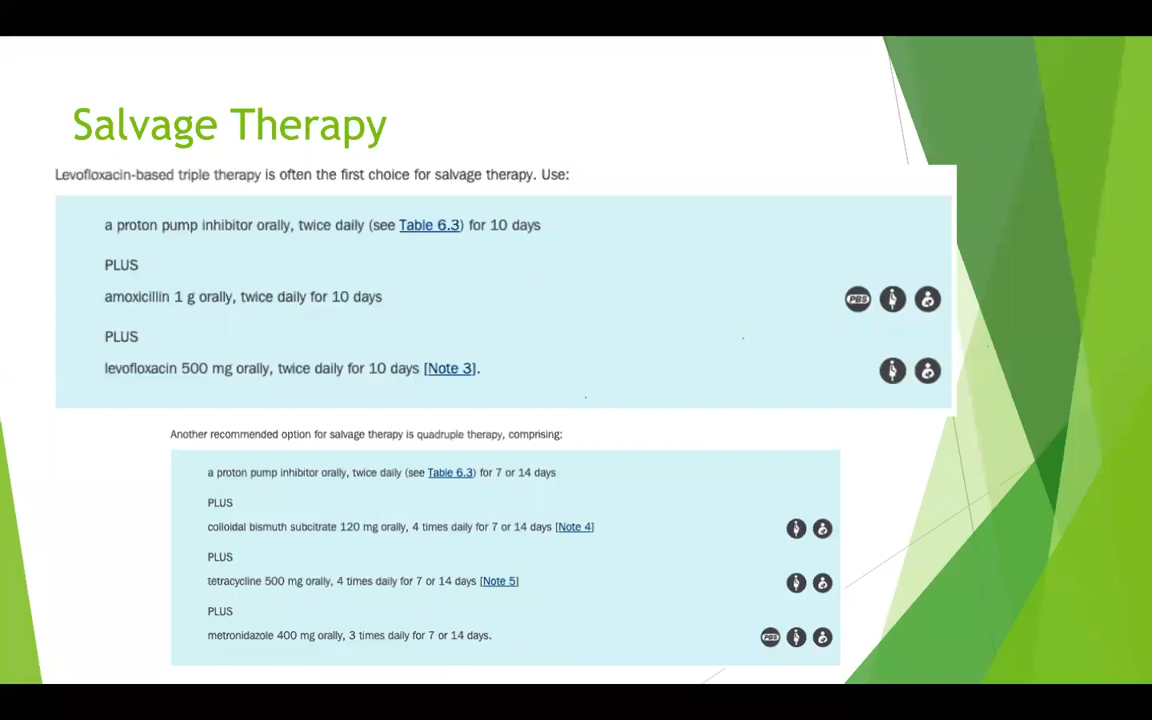 Salvage Therapy
Levofloxacin-based triple therapy is often the first choice for salvage therapy. Use:
a proton pump inhibitor orally, twice daily (see Table 6.3) for 10 days
PLUS
amoxicillin 1 g orally, twice daily for 10 days
PBS
PLUS
levofloxacin 500 mg orally, twice daily for 10 days [Note 3].
Another recommended option for salvage therapy is quadruple therapy, comprising:
a proton pump inhibitor orally, twice daily (see Table 6.3) for 7 or 14 days
PLUS
colloidal bismuth subcitrate 120 mg orally, 4 times daily for 7 or 14 days [Note 4]
PLUS
tetracycline 500 mg orally, 4 times daily for 7 or 14 days [Note 5]
PLUS
metronidazole 400 mg orally, 3 times daily for 7 or 14 days.
PBS